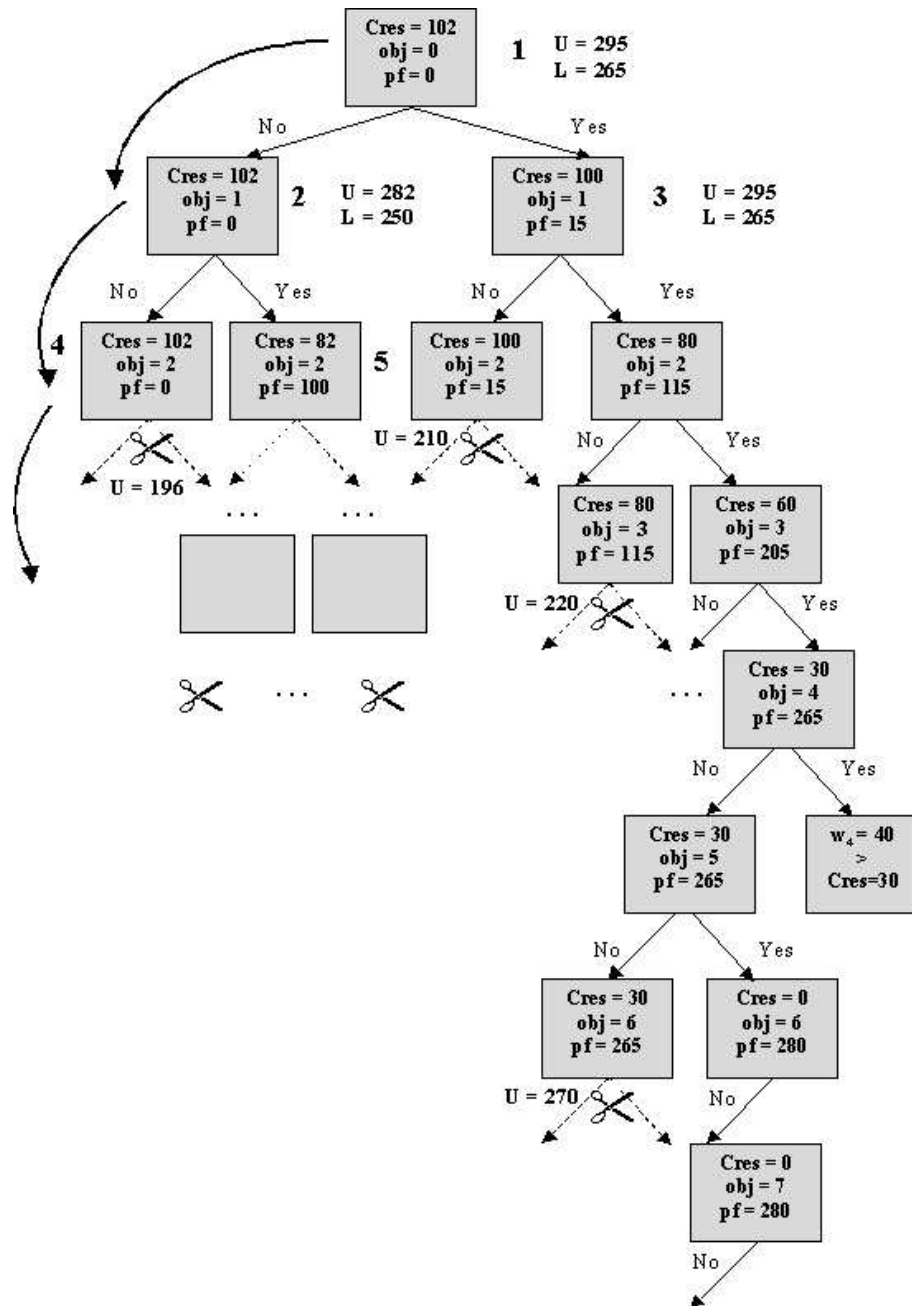 Cres = 102
obj = 0
pf = 0
1
U = 295
L = 265
No
Yes
Cres = 102
obj = 1
pf = 0
2
U = 282
L = 250
Cres = 100
obj = 1
pf = 15
3
U = 295
L = 265
No
Yes
No
Yes
4
Cres = 102
obj = 2
pf = 0
Cres = 82
obj = 2
pf = 100
5
Cres = 100
obj = 2
pf = 15
Cres = 80
obj = 2
pf = 115
U = 196
U = 210
No
Yes
... ...
Cres = 80
obj = 3
pf = 115
Cres = 60
obj = 3
pf = 205
U = 220
No
Yes
...
...
Cres = 30
obj = 4
pf = 265
No
Yes
Cres = 30
obj = 5
pf = 265
w₄ = 40
>
Cres=30
No
Yes
Cres = 30
obj = 6
pf = 265
Cres = 0
obj = 6
pf = 280
U = 270
No
Cres = 0
obj = 7
pf = 280
No